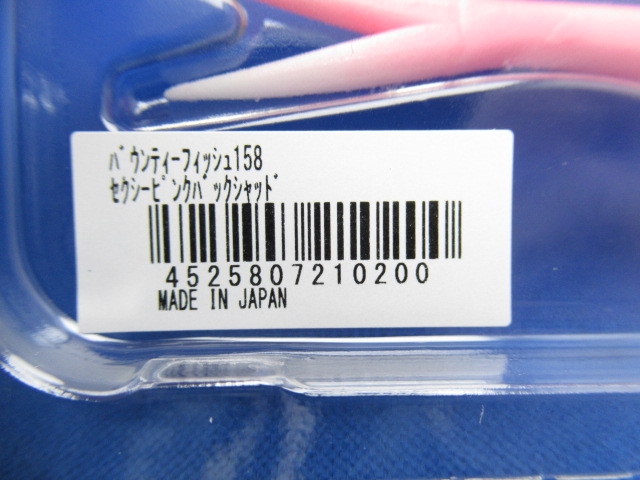 ﾊﾞｳﾝﾃｨｰﾌｨｯｼｭ158
ｾｸｼｰﾋﾟﾝｸﾊﾞｯｸｼｬｯﾄﾞ
4525807210200
MADE IN JAPAN